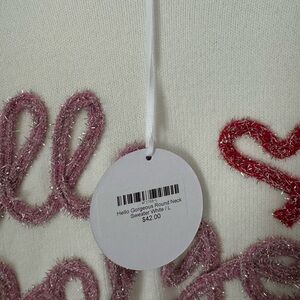 Hello Gorgeous Round Neck
Sweater White / L
$42.00